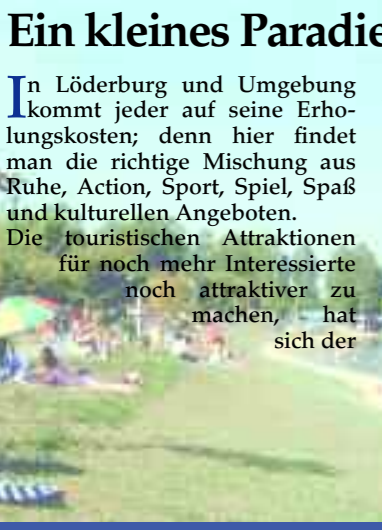 Ein kleines Paradie
In Löderburg und Umgebung
kommt jeder auf seine Erho-
lungskosten; denn hier findet
man die richtige Mischung aus
Ruhe, Action, Sport, Spiel, Spaß
und kulturellen Angeboten.
Die touristischen Attraktionen
für noch mehr Interessierte
noch attraktiver zu
machen, hat
sich der